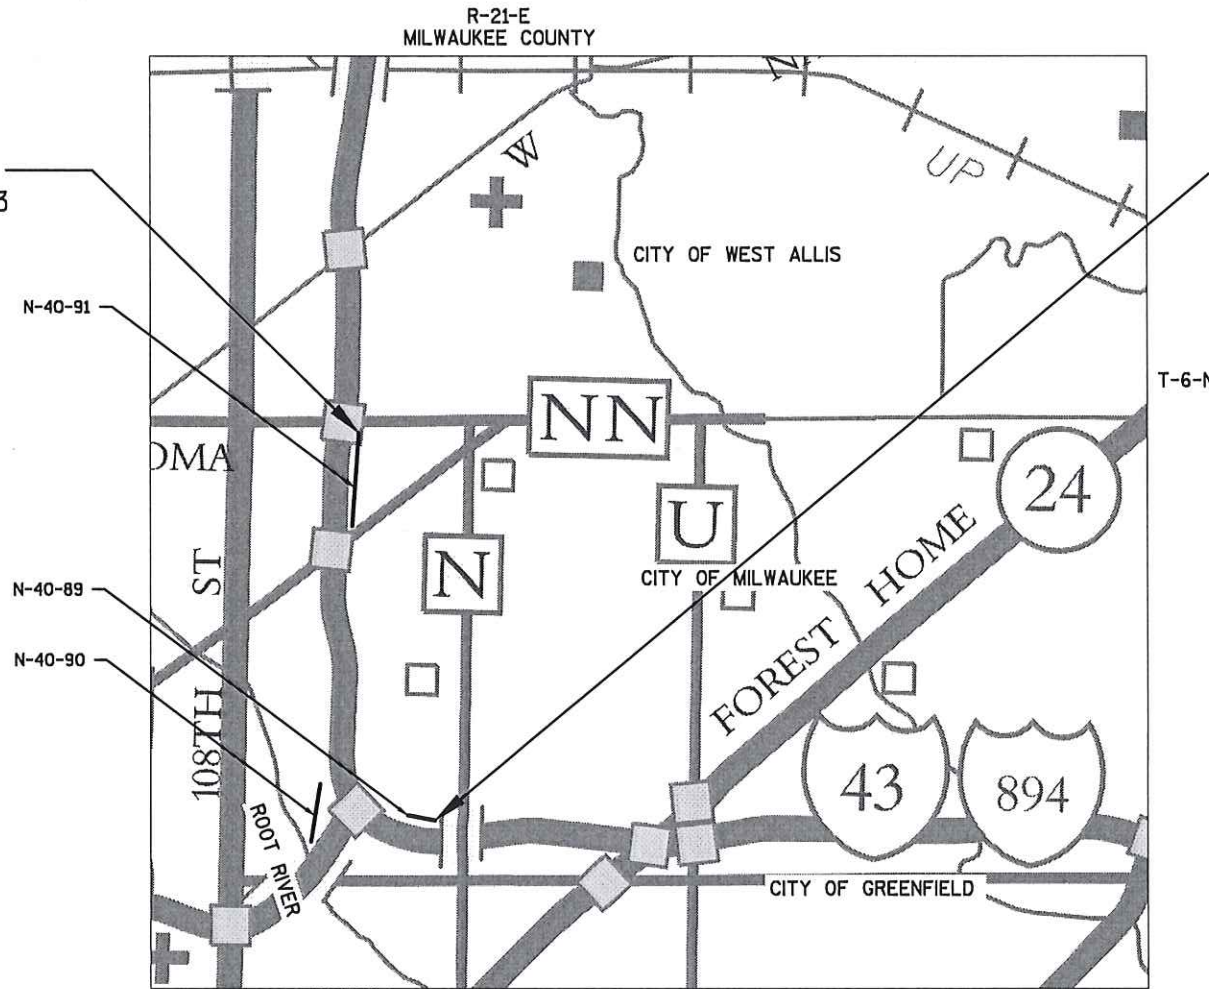 R-21-E
MILWAUKEE COUNTY
W
UP
3
CITY OF WEST ALLIS
N-40-91
T-6-N
NN
OMA
24
U
N
ST
CITY OF MILWAUKEE
HOME
N-40-89
FOREST
N-40-90
108TH
43
894
ROOT RIVER
CITY OF GREENFIELD